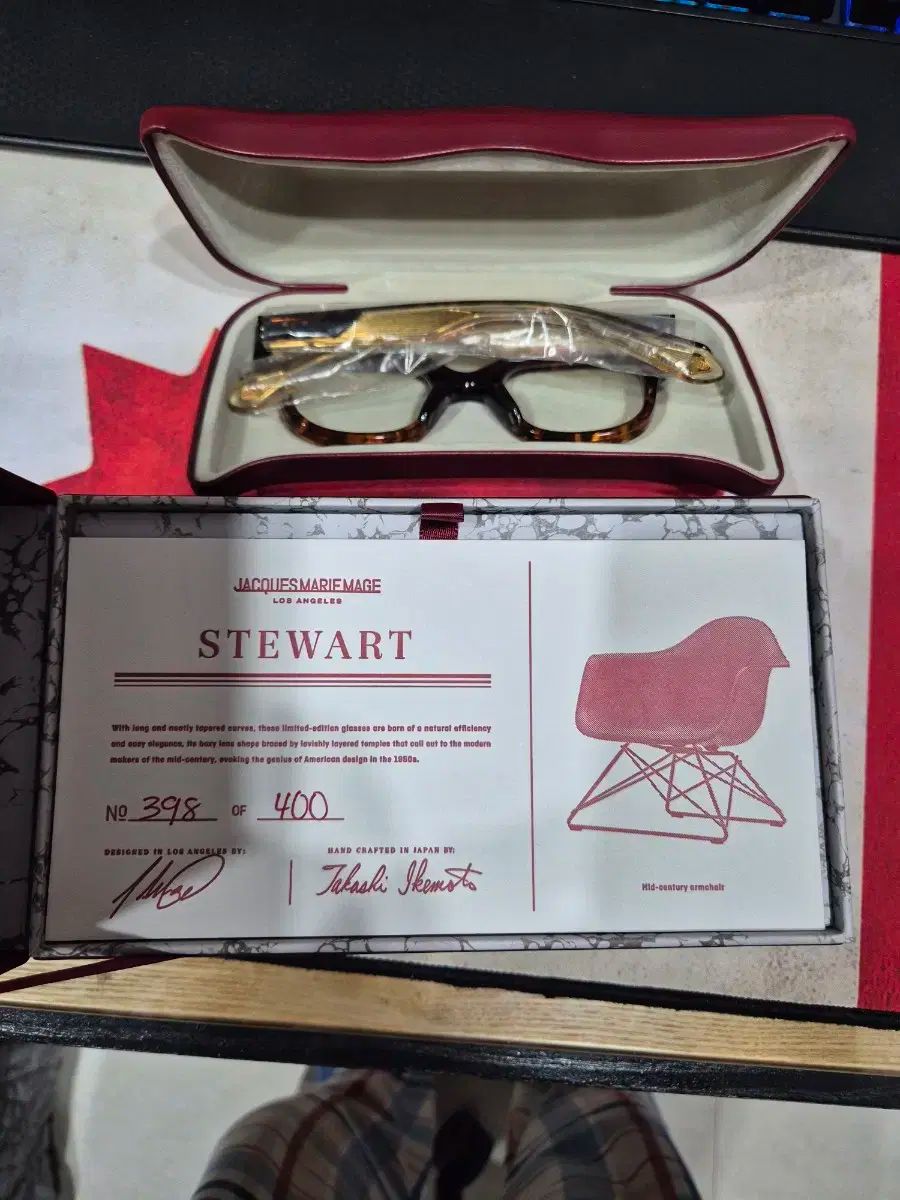 JACQUES MARIE MAGE
LOS ANGELES
STEWART
With long and neatly tapered curves, these limited-edition glasses are born of a natural efficiency
and easy elegance, its boxy lens shape braced by lavishly layered temples that call out to the modern
makers of the mid-century, evoking the genius of American design in the 1950s.
No 398 OF 400
DESIGNED IN LOS ANGELES BY:
HAND CRAFTED IN JAPAN BY:
Takashi Ikemoto
Mid-century armchair